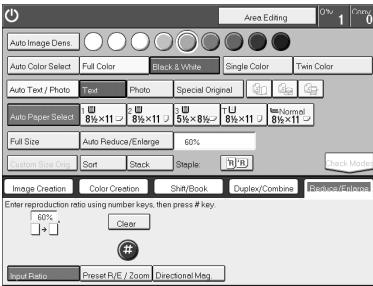 Area Editing Q'ty 1 Copy 0
Auto Image Dens.
Auto Color Select Full Color Black & White Single Color Twin Color
Auto Text / Photo Text Photo Special Original
Auto Paper Select 1 8½×11 2 8½×11 3 5½×8½ T 8½×11 Normal 8½×11
Full Size Auto Reduce/Enlarge 60%
Custom Size Orig. Sort Stack Staple: R R
Check Modes
Image Creation Color Creation Shift/Book Duplex/Combine Reduce/Enlarge
Enter reproduction ratio using number keys, then press # key.
60%
Clear
#
Input Ratio Preset R/E / Zoom Directional Mag.